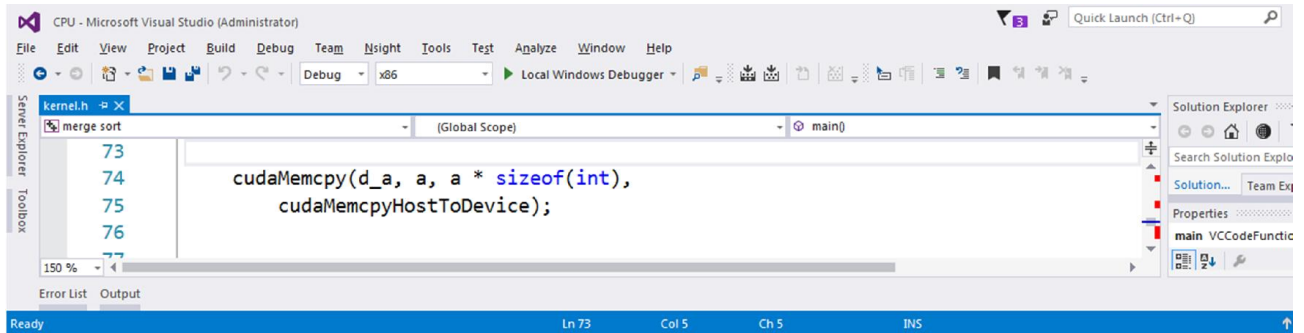 CPU - Microsoft Visual Studio (Administrator)
3
Quick Launch (Ctrl+Q)
File Edit View Project Build Debug Team Nsight Tools Test Analyze Window Help
Debug x86 Local Windows Debugger
Server Explorer
Toolbox
kernel.h
Solution Explorer
merge sort (Global Scope) main()
73
Search Solution Explo
74 cudaMemcpy(d_a, a, a * sizeof(int),
Solution... Team Exp
75 cudaMemcpyHostToDevice);
Properties
76
main VCCodeFunctio
77
150 %
Error List Output
Ready Ln 73 Col 5 Ch 5 INS